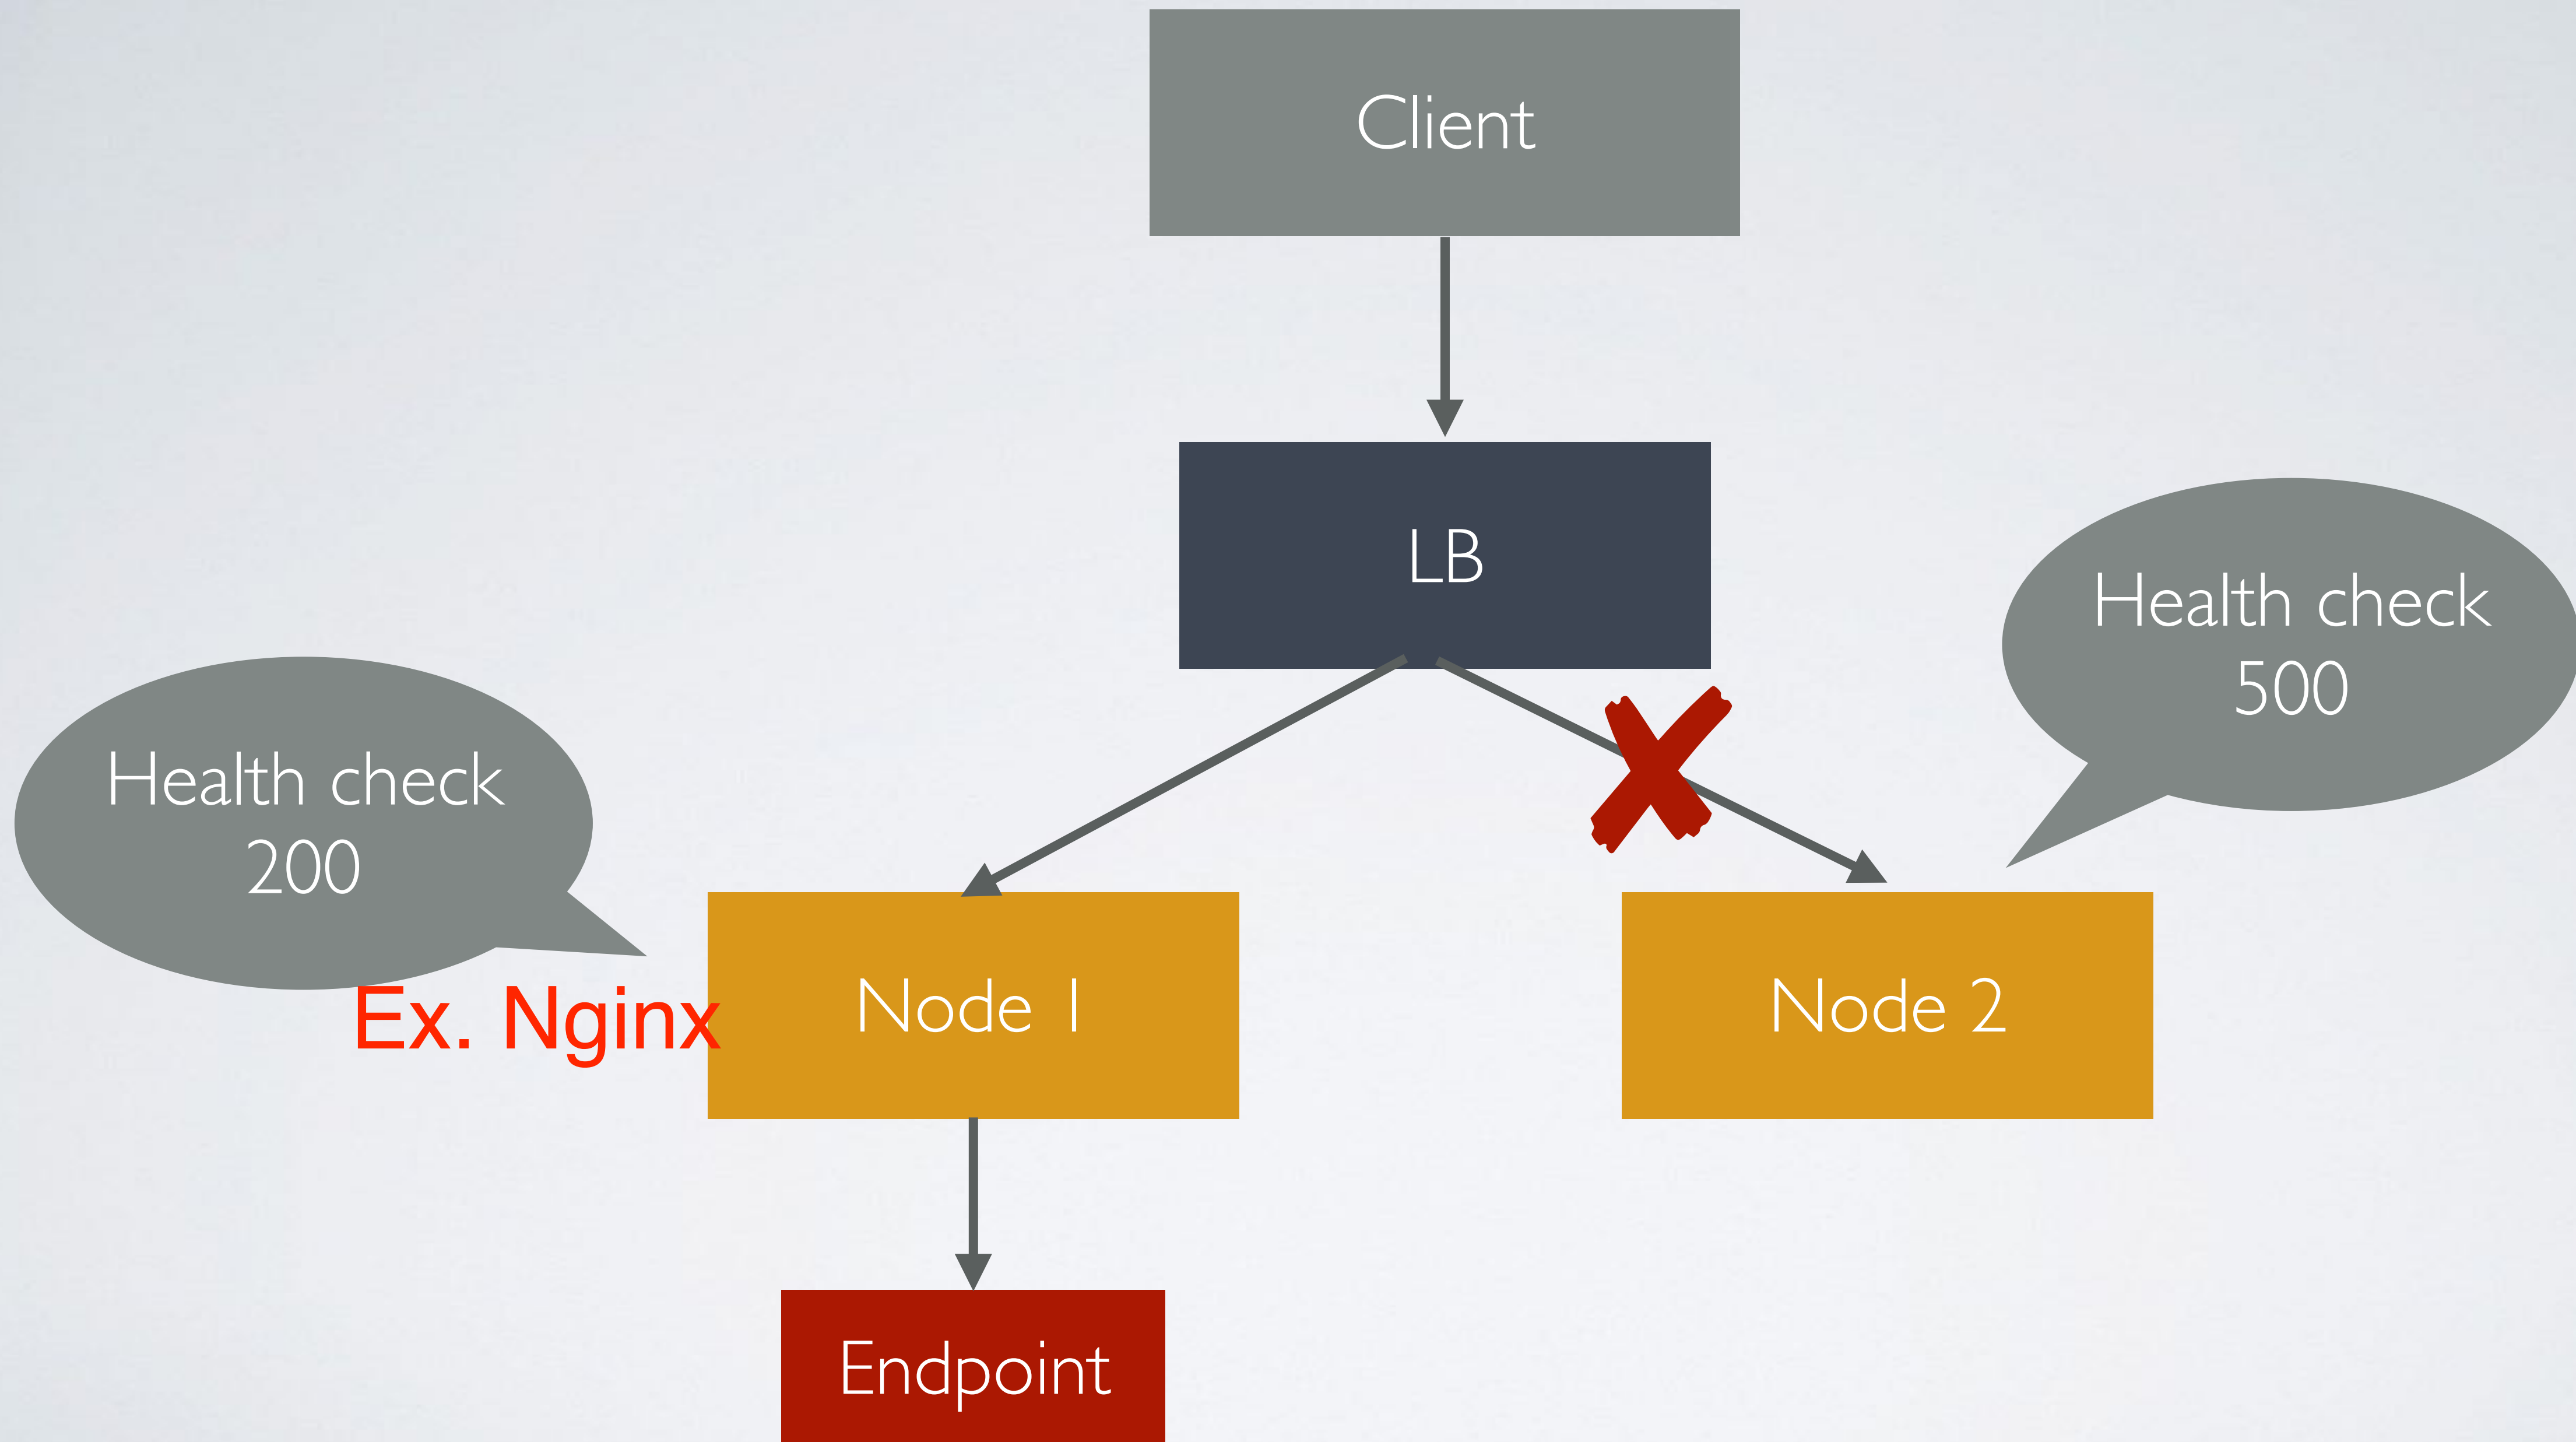 Client
LB
Health check
500
Health check
200
Ex. Nginx
Node 1
Node 2
Endpoint